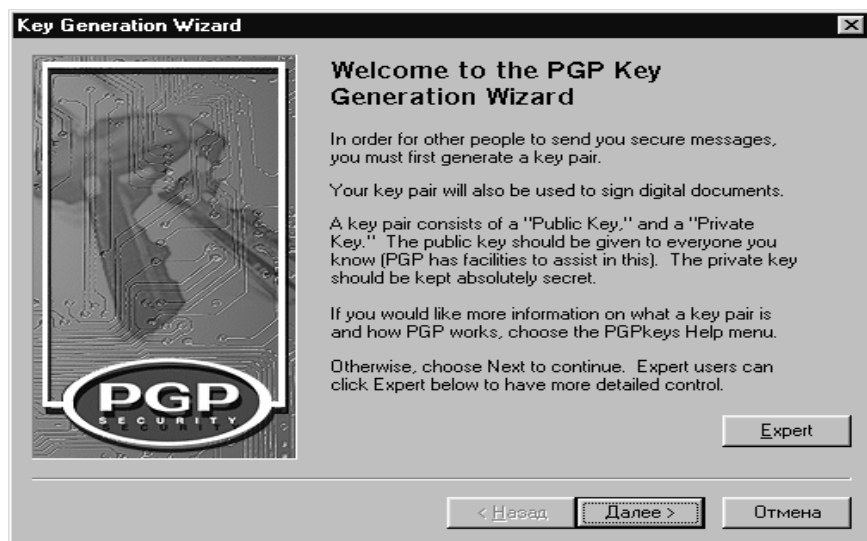 Key Generation Wizard
Welcome to the PGP Key
Generation Wizard
In order for other people to send you secure messages,
you must first generate a key pair.
Your key pair will also be used to sign digital documents.
A key pair consists of a "Public Key," and a "Private
Key." The public key should be given to everyone you
know (PGP has facilities to assist in this). The private key
should be kept absolutely secret.
If you would like more information on what a key pair is
and how PGP works, choose the PGPkeys Help menu.
Otherwise, choose Next to continue. Expert users can
click Expert below to have more detailed control.
PGP
SECURITY
Expert
< Назад
Далее >
Отмена